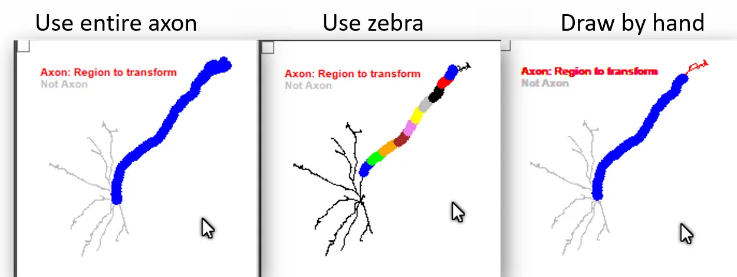 Use entire axon
Use zebra
Draw by hand
Axon: Region to transform
Not Axon
Axon: Region to transform
Not Axon
Axon: Region to transform
Not Axon